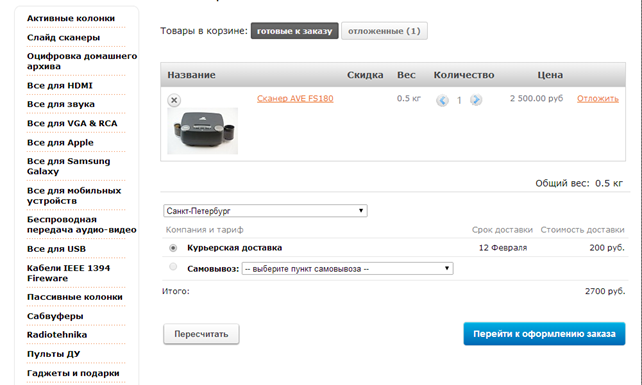 Активные колонки
Слайд сканеры
Оцифровка домашнего
архива
Все для HDMI
Все для звука
Все для VGA & RCA
Все для Apple
Все для Samsung
Galaxy
Все для мобильных
устройств
Беспроводная
передача аудио-видео
Все для USB
Кабели IEEE 1394
Fireware
Пассивные колонки
Сабвуферы
Radiotehnika
Пульты ДУ
Гаджеты и подарки
Товары в корзине: готовые к заказу отложенные (1)
Название Скидка Вес Количество Цена
Сканер AVE FS180 0.5 кг 1 2 500.00 руб Отложить
Общий вес: 0.5 кг
Санкт-Петербург
Компания и тариф Срок доставки Стоимость доставки
Курьерская доставка 12 Февраля 200 руб.
Самовывоз: -- выберите пункт самовывоза --
Итого: 2700 руб.
Пересчитать Перейти к оформлению заказа